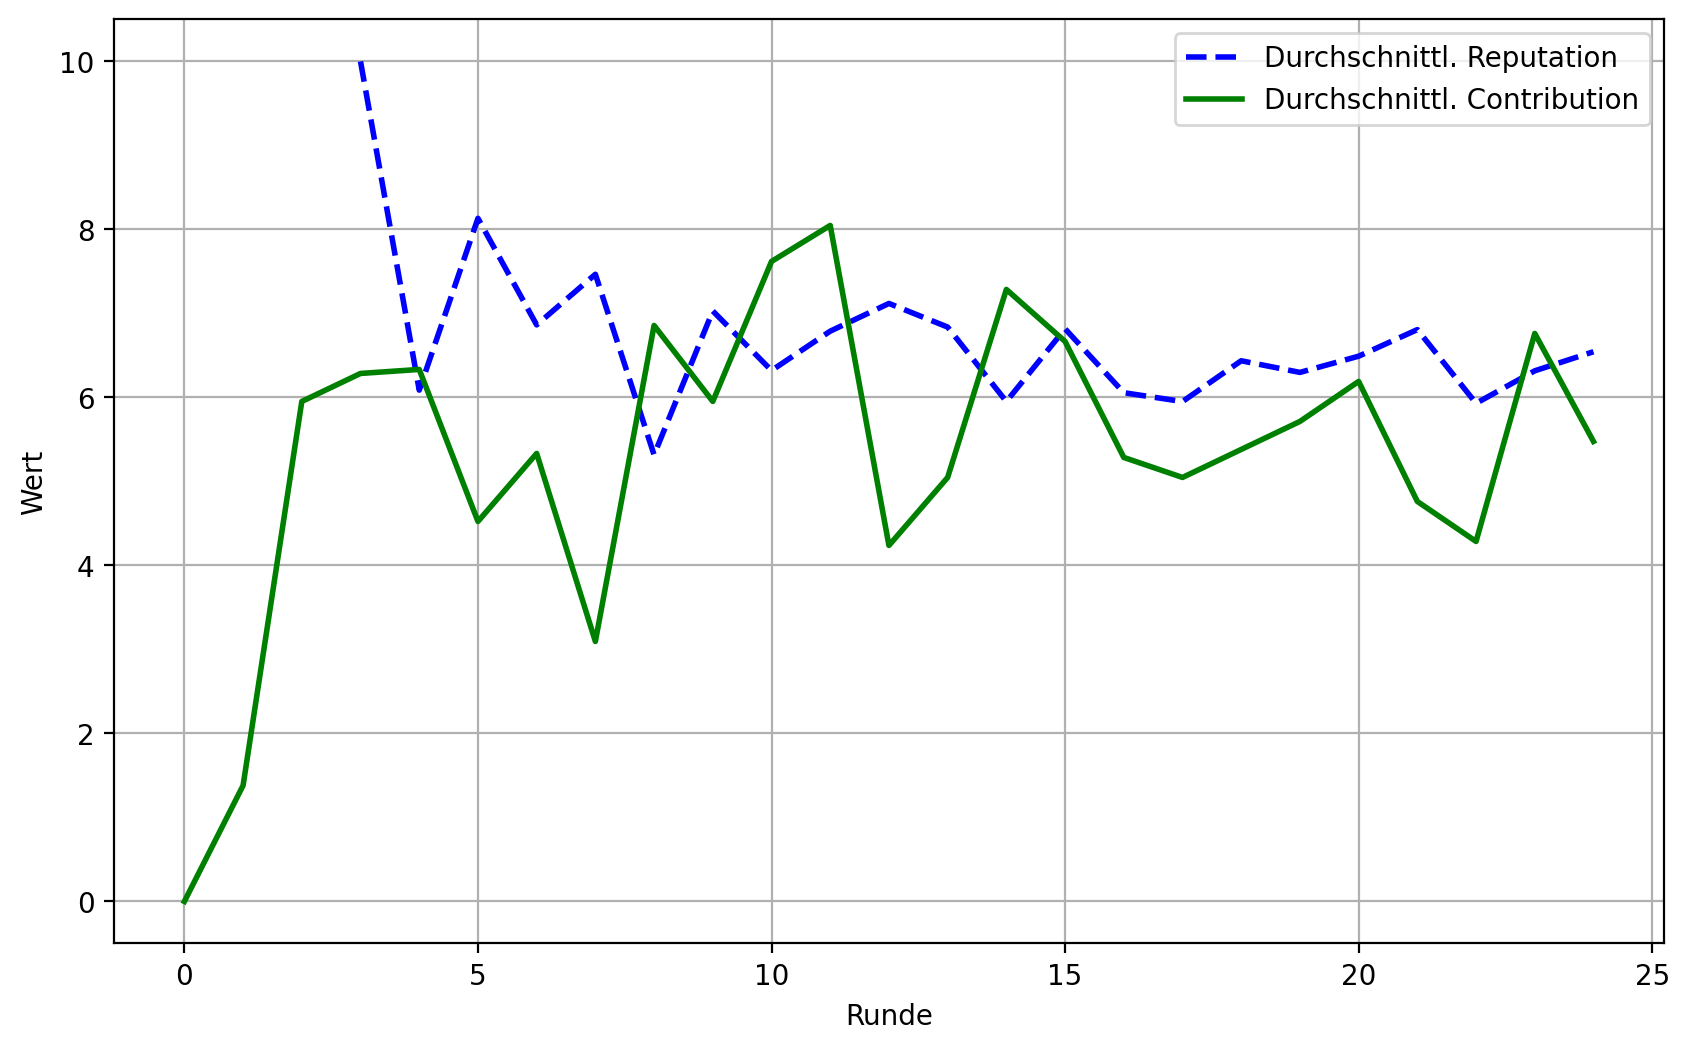 Durchschnittl. Reputation
Durchschnittl. Contribution
10
8
6
4
2
0
Wert
0 5 10 15 20 25
Runde